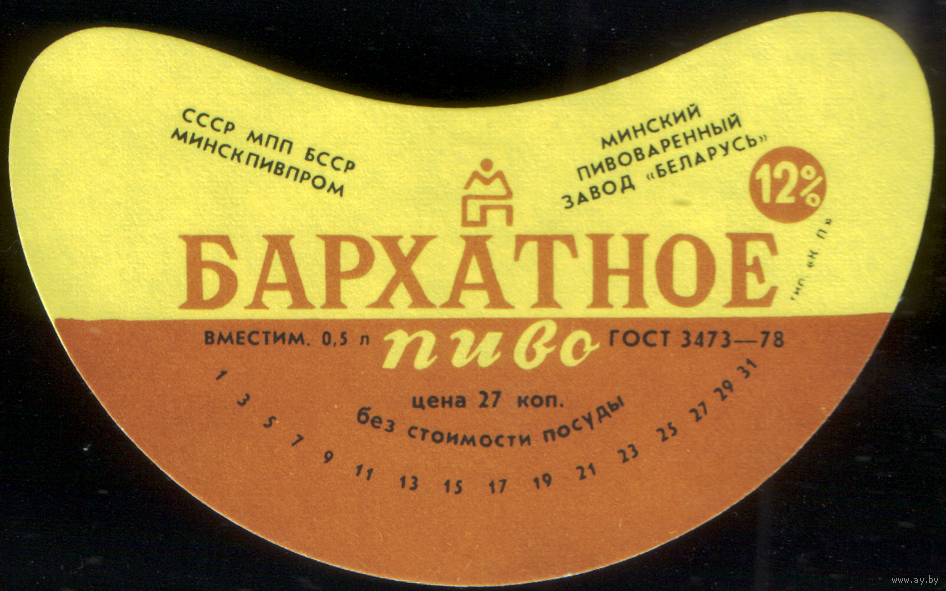 СССР МПП БССР
МИНСКПИВПРОМ
МИНСКИЙ
ПИВОВАРЕННЫЙ
ЗАВОД «БЕЛАРУСЬ»
12%
тип. «К. П»
БАРХАТНОЕ
ВМЕСТИМ. 0,5 л
пиво
ГОСТ 3473—78
цена 27 коп.
без стоимости посуды
1 3 5 7 9 11 13 15 17 19 21 23 25 27 29 31
www.ay.by